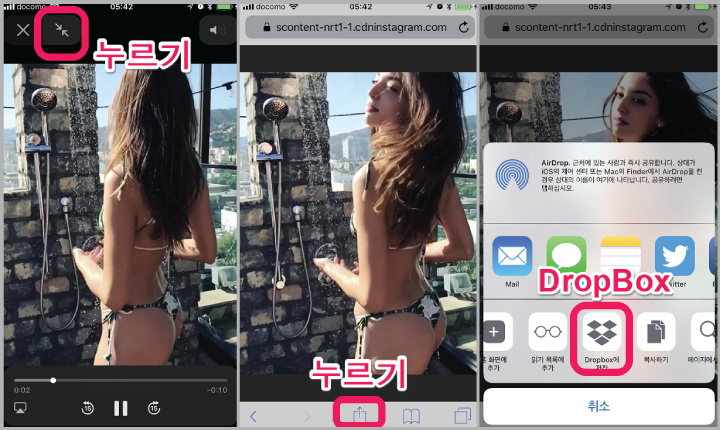 docomo 05:42
누르기
0:02 -0:10
15 15
docomo 05:42
scontent-nrt1-1.cdninstagram.com
누르기
docomo 05:43
scontent-nrt1-1.cdninstagram.com
AirDrop. 근처에 있는 사람과 즉시 공유합니다. 상대가
iOS의 제어 센터 또는 Mac의 Finder에서 AirDrop을 켠
경우 상대의 이름이 여기에 나타납니다. 공유하려면
탭하십시오.
Mail
DropBox
홈 화면에
추가
읽기 목록에
추가
Dropbox에
저장
복사하기
페이지에서
취소